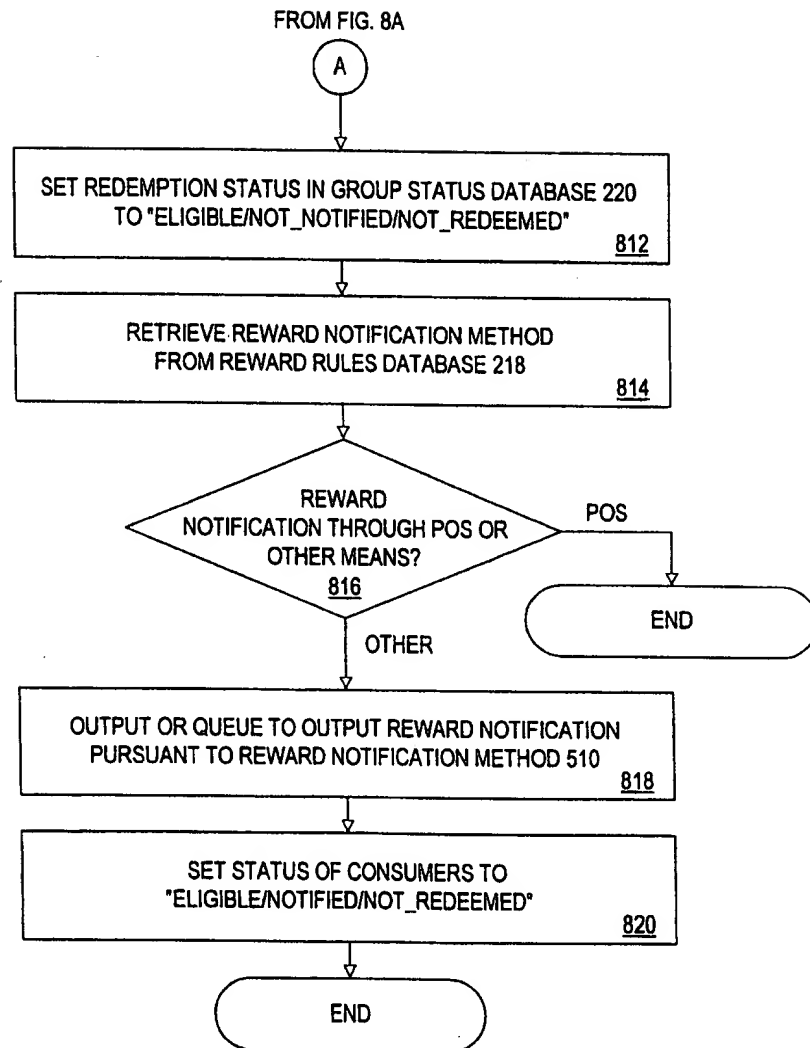 FROM FIG. 8A
A
SET REDEMPTION STATUS IN GROUP STATUS DATABASE 220
TO "ELIGIBLE/NOT_NOTIFIED/NOT_REDEEMED"
812
RETRIEVE REWARD NOTIFICATION METHOD
FROM REWARD RULES DATABASE 218
814
REWARD
NOTIFICATION THROUGH POS OR
OTHER MEANS?
816
POS
END
OTHER
OUTPUT OR QUEUE TO OUTPUT REWARD NOTIFICATION
PURSUANT TO REWARD NOTIFICATION METHOD 510
818
SET STATUS OF CONSUMERS TO
"ELIGIBLE/NOTIFIED/NOT_REDEEMED"
820
END